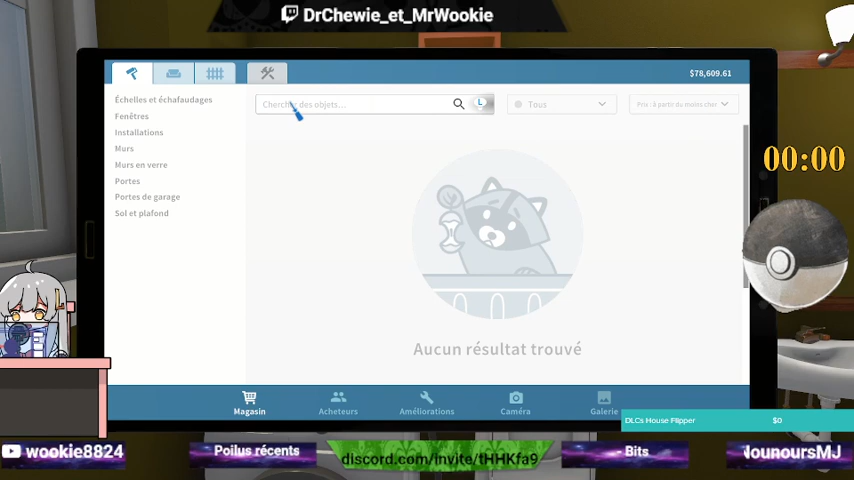 DrChewie_et_MrWookie
$78,609.61
Chercher des objets...
L
Tous
Prix : à partir du moins cher
Échelles et échafaudages
Fenêtres
Installations
Murs
Murs en verre
Portes
Portes de garage
Sol et plafond
00:00
Aucun résultat trouvé
Magasin
Acheteurs
Améliorations
Caméra
Galerie
DLCs House Flipper
$0
wookie8824
Poilus récents
discord.com/invite/tHHKfa9
- Bits
JounoursMJ